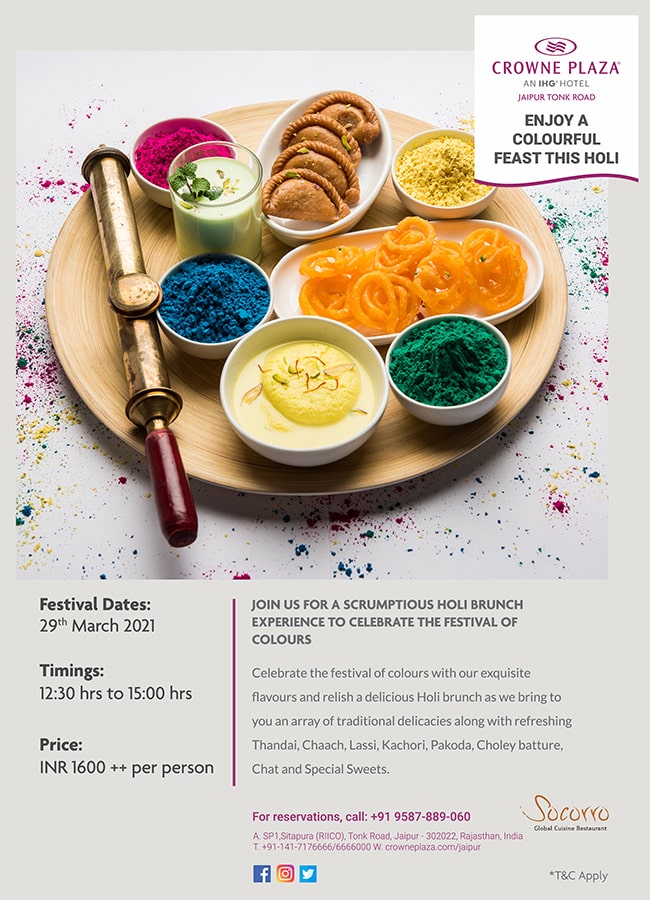 CROWNE PLAZA®
AN IHG® HOTEL
JAIPUR TONK ROAD
ENJOY A
COLOURFUL
FEAST THIS HOLI
Festival Dates:
29th March 2021
Timings:
12:30 hrs to 15:00 hrs
Price:
INR 1600 ++ per person
JOIN US FOR A SCRUMPTIOUS HOLI BRUNCH
EXPERIENCE TO CELEBRATE THE FESTIVAL OF
COLOURS
Celebrate the festival of colours with our exquisite
flavours and relish a delicious Holi brunch as we bring to
you an array of traditional delicacies along with refreshing
Thandai, Chaach, Lassi, Kachori, Pakoda, Choley batture,
Chat and Special Sweets.
For reservations, call: +91 9587-889-060
A. SP1,Sitapura (RIICO), Tonk Road, Jaipur - 302022, Rajasthan, India
T. +91-141-7176666/6666000 W. crowneplaza.com/jaipur
Socorro
Global Cuisine Restaurant
*T&C Apply